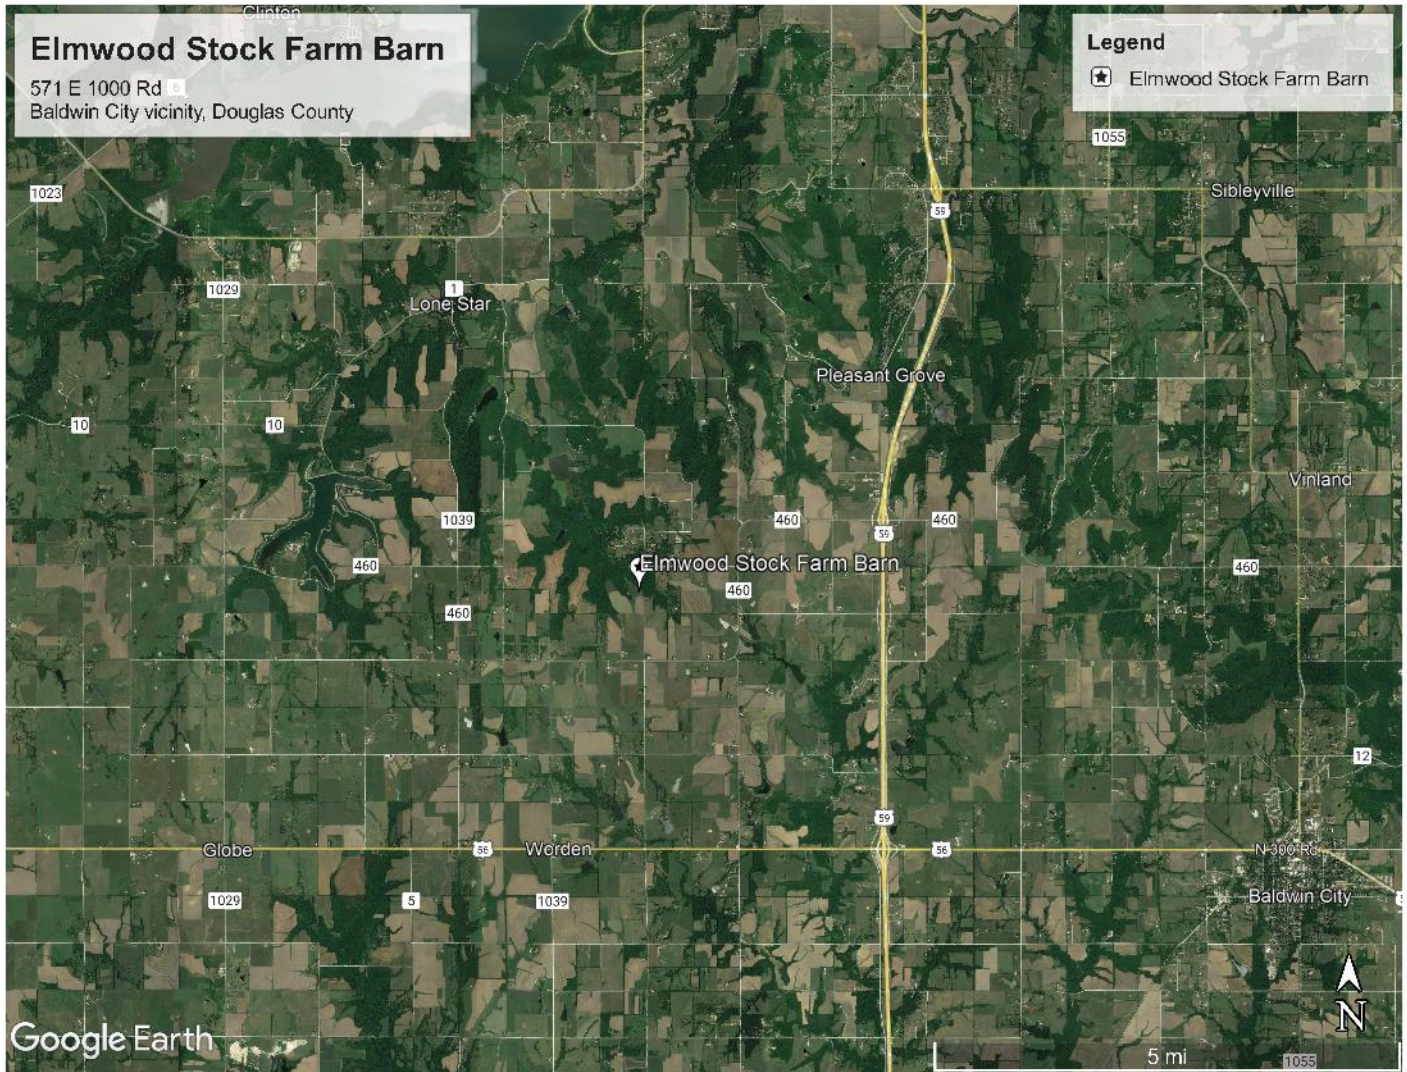 Clinton
Elmwood Stock Farm Barn
571 E 1000 Rd
6
Baldwin City vicinity, Douglas County
Legend
Elmwood Stock Farm Barn
1055
1023
Sibleyville
59
1029
1
Lone Star
Pleasant Grove
10
10
Vinland
1039
460
460
59
460
Elmwood Stock Farm Barn
460
460
460
12
59
Globe
56
Worden
56
N 300 Rd
1029
5
1039
Baldwin City
N
Google Earth
5 mi
1055